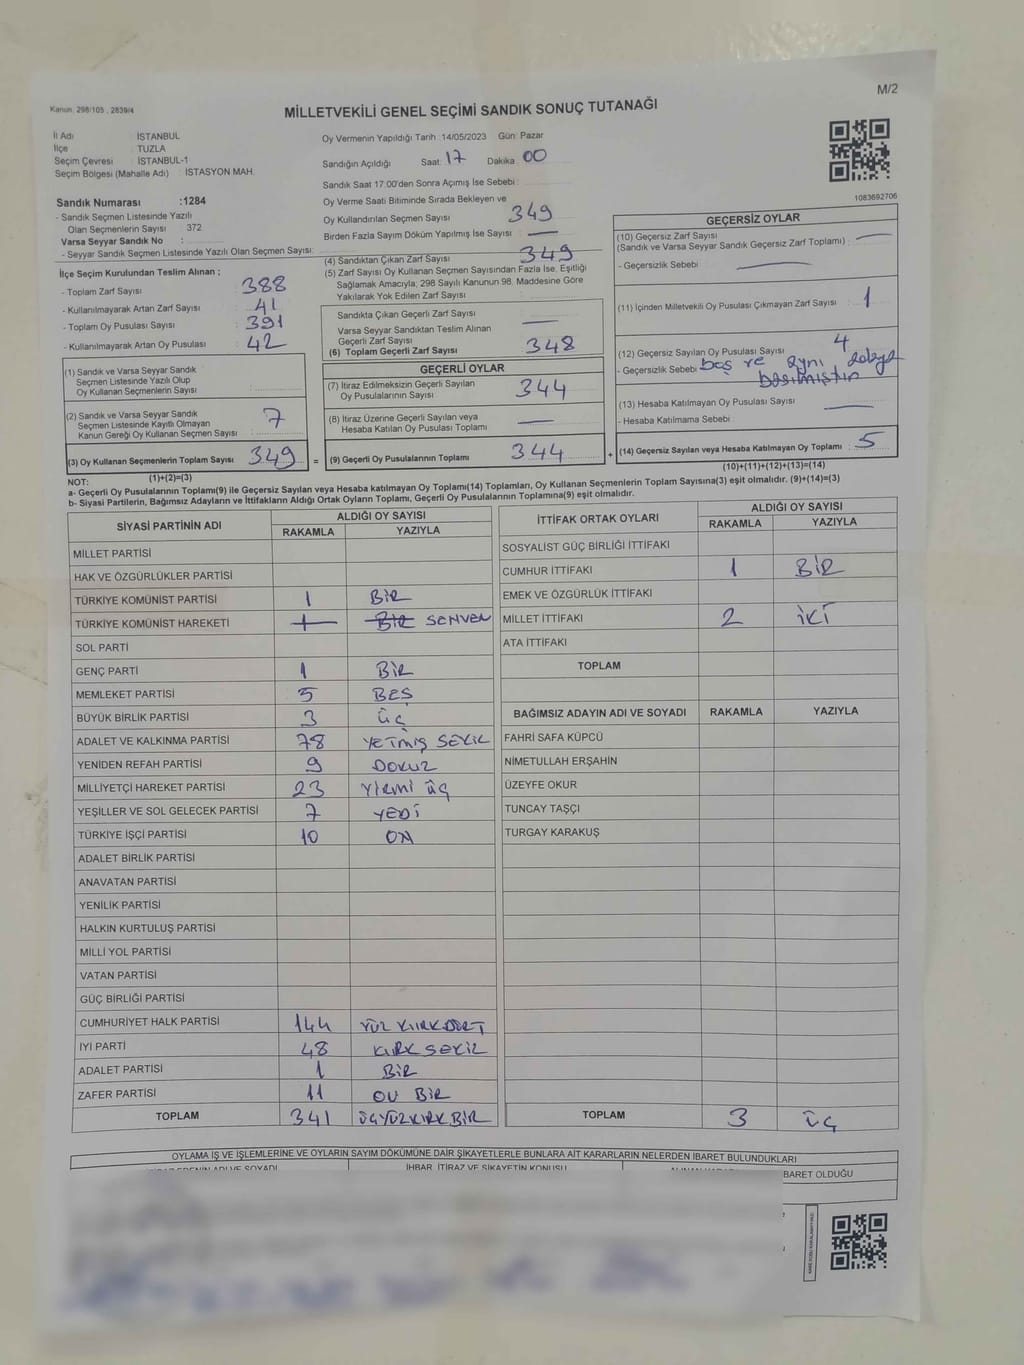 M/2
Kanun. 298/105 , 2839/4
MİLLETVEKİLİ GENEL SEÇİMİ SANDIK SONUÇ TUTANAĞI
İl Adı : İSTANBUL
İlçe : TUZLA
Seçim Çevresi : İSTANBUL-1
Seçim Bölgesi (Mahalle Adı) : İSTASYON MAH.
Sandık Numarası :1284
- Sandık Seçmen Listesinde Yazılı
Olan Seçmenlerin Sayısı : 372
Varsa Seyyar Sandık No :
- Seyyar Sandık Seçmen Listesinde Yazılı Olan Seçmen Sayısı:
İlçe Seçim Kurulundan Teslim Alınan ;
- Toplam Zarf Sayısı : 388
- Kullanılmayarak Artan Zarf Sayısı : 41
- Toplam Oy Pusulası Sayısı : 391
- Kullanılmayarak Artan Oy Pusulası : 42
(1) Sandık ve Varsa Seyyar Sandık
Seçmen Listesinde Yazılı Olup
Oy Kullanan Seçmenlerin Sayısı
(2) Sandık ve Varsa Seyyar Sandık
Seçmen Listesinde Kayıtlı Olmayan
Kanun Gereği Oy Kullanan Seçmen Sayısı : 7
(3) Oy Kullanan Seçmenlerin Toplam Sayısı 349
(1)+(2)=(3)
Oy Vermenin Yapıldığı Tarih 14/05/2023 Gün: Pazar
Sandığın Açıldığı Saat: 17 Dakika: 00
Sandık Saat 17:00'den Sonra Açımış İse Sebebi :
Oy Verme Saati Bitiminde Sırada Bekleyen ve
Oy Kullandırılan Seçmen Sayısı : 349
Birden Fazla Sayım Döküm Yapılmış İse Sayısı :
(4) Sandıktan Çıkan Zarf Sayısı 349
(5) Zarf Sayısı Oy Kullanan Seçmen Sayısından Fazla İse, Eşitliği
Sağlamak Amacıyla; 298 Sayılı Kanunun 98. Maddesine Göre
Yakılarak Yok Edilen Zarf Sayısı :
Sandıkta Çıkan Geçerli Zarf Sayısı
Varsa Seyyar Sandıktan Teslim Alınan
Geçerli Zarf Sayısı
(6) Toplam Geçerli Zarf Sayısı 348
GEÇERLİ OYLAR
(7) İtiraz Edilmeksizin Geçerli Sayılan
Oy Pusulalarının Sayısı : 344
(8) İtiraz Üzerine Geçerli Sayılan veya
Hesaba Katılan Oy Pusulası Toplamı
= (9) Geçerli Oy Pusulalarının Toplamı : 344
1083692706
GEÇERSİZ OYLAR
(10) Geçersiz Zarf Sayısı
(Sandık ve Varsa Seyyar Sandık Geçersiz Zarf Toplamı) :
- Geçersizlik Sebebi :
(11) İçinden Milletvekili Oy Pusulası Çıkmayan Zarf Sayısı : 1
(12) Geçersiz Sayılan Oy Pusulası Sayısı : 4
- Geçersizlik Sebebi : boş ve aynı
basılmıştır
(13) Hesaba Katılmayan Oy Pusulası Sayısı
- Hesaba Katılmama Sebebi :
+ (14) Geçersiz Sayılan veya Hesaba Katılmayan Oy Toplamı : 5
(10)+(11)+(12)+(13)=(14)
NOT:
a- Geçerli Oy Pusulalarının Toplamı(9) ile Geçersiz Sayılan veya Hesaba katılmayan Oy Toplamı(14) Toplamları, Oy Kullanan Seçmenlerin Toplam Sayısına(3) eşit olmalıdır. (9)+(14)=(3)
b- Siyasi Partilerin, Bağımsız Adayların ve İttifakların Aldığı Ortak Oyların Toplamı, Geçerli Oy Pusulalarının Toplamına(9) eşit olmalıdır.
SİYASİ PARTİNİN ADI ALDIĞI OY SAYISI
RAKAMLA YAZIYLA
MİLLET PARTİSİ
HAK VE ÖZGÜRLÜKLER PARTİSİ
TÜRKİYE KOMÜNİST PARTİSİ 1 BİR
TÜRKİYE KOMÜNİST HAREKETİ 1 BİR
SOL PARTİ
GENÇ PARTİ 1 BİR
MEMLEKET PARTİSİ 5 BEŞ
BÜYÜK BİRLİK PARTİSİ 3 üç
ADALET VE KALKINMA PARTİSİ 78 YETMİŞ SEKİZ
YENİDEN REFAH PARTİSİ 9 DOKUZ
MİLLİYETÇİ HAREKET PARTİSİ 23 Yirmi üç
YEŞİLLER VE SOL GELECEK PARTİSİ 7 YEDİ
TÜRKİYE İŞÇİ PARTİSİ 10 ON
ADALET BİRLİK PARTİSİ
ANAVATAN PARTİSİ
YENİLİK PARTİSİ
HALKIN KURTULUŞ PARTİSİ
MİLLİ YOL PARTİSİ
VATAN PARTİSİ
GÜÇ BİRLİĞİ PARTİSİ
CUMHURİYET HALK PARTİSİ 144 YÜZ KIRKDÖRT
İYİ PARTİ 48 KIRK SEKİZ
ADALET PARTİSİ 1 BİR
ZAFER PARTİSİ 11 ON BİR
TOPLAM 341 ÜÇYÜZKIRK BİR
İTTİFAK ORTAK OYLARI ALDIĞI OY SAYISI
RAKAMLA YAZIYLA
SOSYALİST GÜÇ BİRLİĞİ İTTİFAKI
CUMHUR İTTİFAKI 1 BİR
EMEK VE ÖZGÜRLÜK İTTİFAKI
MİLLET İTTİFAKI 2 İKİ
ATA İTTİFAKI
TOPLAM
BAĞIMSIZ ADAYIN ADI VE SOYADI RAKAMLA YAZIYLA
FAHRİ SAFA KÜPCÜ
NİMETULLAH ERŞAHİN
ÜZEYFE OKUR
TUNCAY TAŞÇI
TURGAY KARAKUŞ
TOPLAM 3 üç
OYLAMA İŞ VE İŞLEMLERİNE VE OYLARIN SAYIM DÖKÜMÜNE DAİR ŞİKAYETLERLE BUNLARA AİT KARARLARIN NELERDEN İBARET BULUNDUKLARI
İHBAR, İTİRAZ VE ŞİKAYETİN KONUSU
BARET OLDUĞU